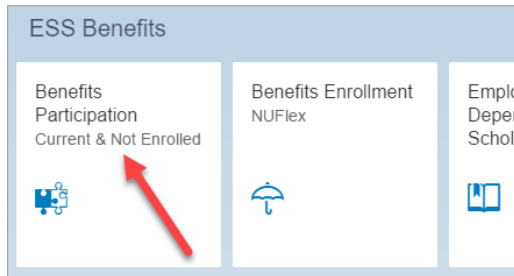 ESS Benefits
Benefits
Participation
Current & Not Enrolled
Benefits Enrollment
NUFlex